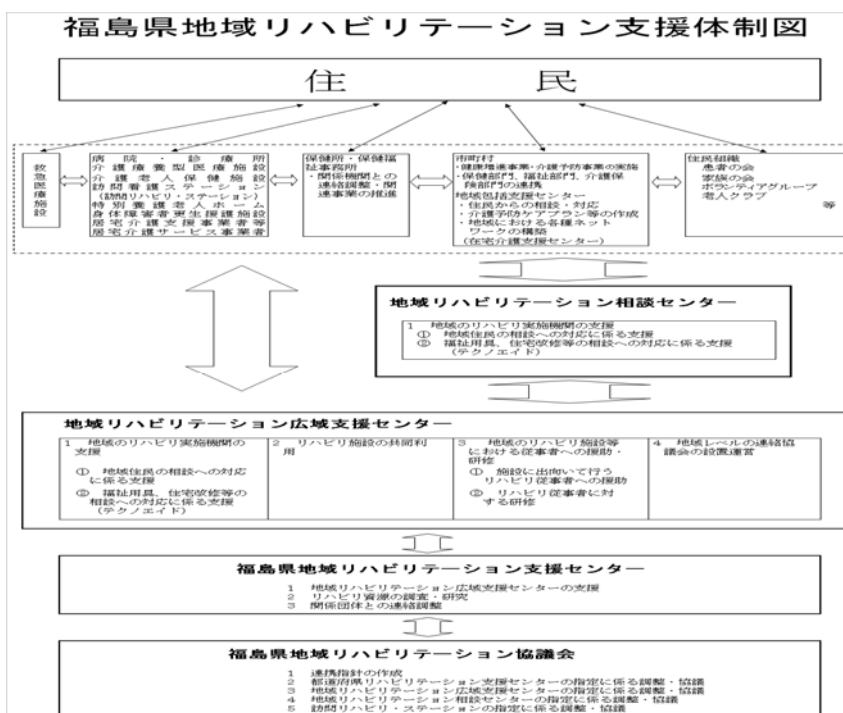 福島県地域リハビリテーション支援体制図
住民
救急医療施設
病院・診療所
介護療養型医療施設
介護老人保健施設
訪問看護ステーション
(訪問リハビリ・ステーション)
特別養護老人ホーム
身体障害者更生援護施設
居宅介護支援事業者等
居宅介護サービス事業者
保健所・保健福
祉事務所
・関係機関との
連絡調整・関
連事業の推進
市町村
・健康増進事業・介護予防事業の実施
・保健部門、福祉部門、介護保
険部門の連携
地域包括支援センター
・住民からの相談・対応
・介護予防ケアプラン等の作成
・地域における各種ネット
ワークの構築
(在宅介護支援センター)
住民組織
患者の会
家族の会
ボランティアグループ
老人クラブ
等
地域リハビリテーション相談センター
1 地域のリハビリ実施機関の支援
① 地域住民の相談への対応に係る支援
② 福祉用具、住宅改修等の相談への対応に係る支援
(テクノエイド)
地域リハビリテーション広域支援センター
1 地域のリハビリ実施機関の
支援
① 地域住民の相談への対応
に係る支援
② 福祉用具、住宅改修等の
相談への対応に係る支援
(テクノエイド)
2 リハビリ施設の共同利
用
3 地域のリハビリ施設等
における従事者への援助・
研修
① 施設に出向いて行う
リハビリ従事者への援助
② リハビリ従事者に対
する研修
4 地域レベルの連絡協
議会の設置運営
福島県地域リハビリテーション支援センター
1 地域リハビリテーション広域支援センターの支援
2 リハビリ資源の調査・研究
3 関係団体との連絡調整
福島県地域リハビリテーション協議会
1 連携指針の作成
2 都道府県リハビリテーション支援センターの指定に係る調整・協議
3 地域リハビリテーション広域支援センターの指定に係る調整・協議
4 地域リハビリテーション相談センターの指定に係る調整・協議
5 訪問リハビリ・ステーションの指定に係る調整・協議